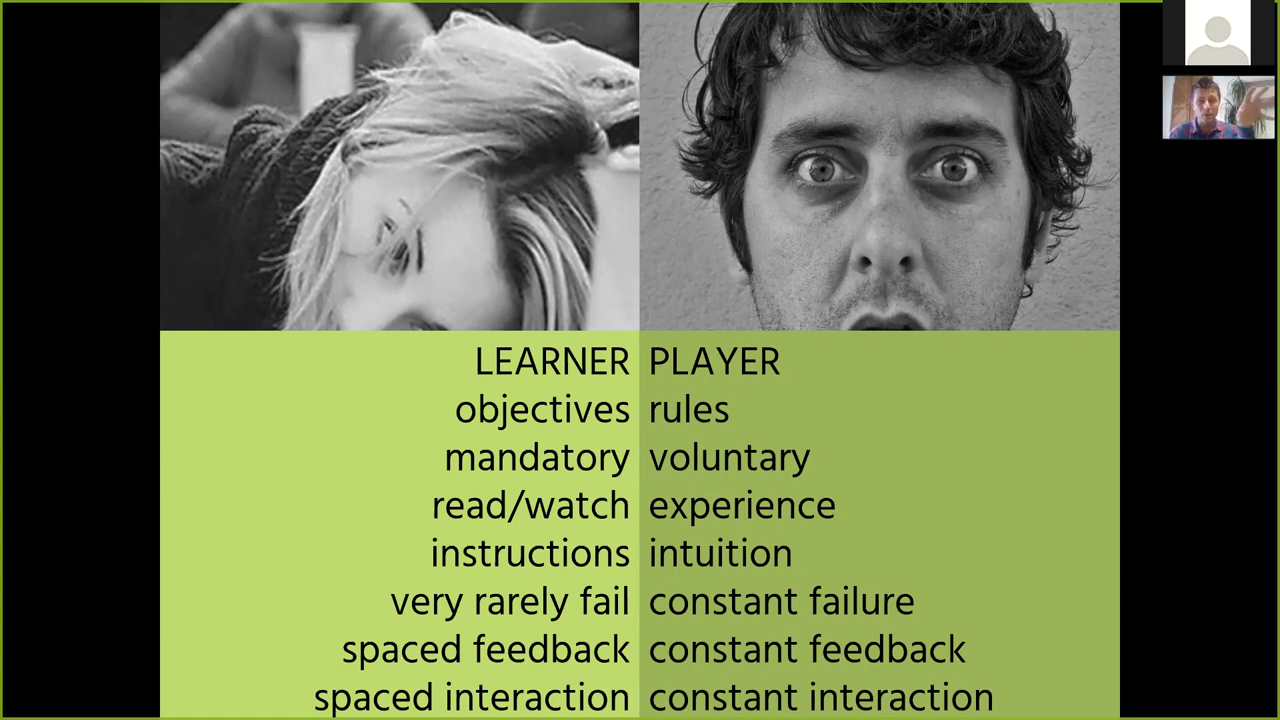 LEARNER PLAYER
objectives rules
mandatory voluntary
read/watch experience
instructions intuition
very rarely fail constant failure
spaced feedback constant feedback
spaced interaction constant interaction